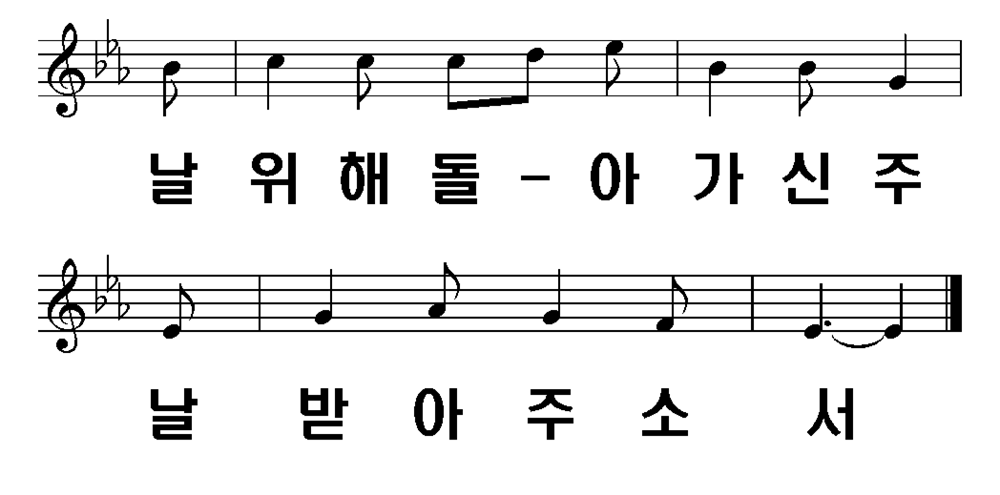 날 위 해 돌 - 아 가 신 주
날 받 아 주 소 서